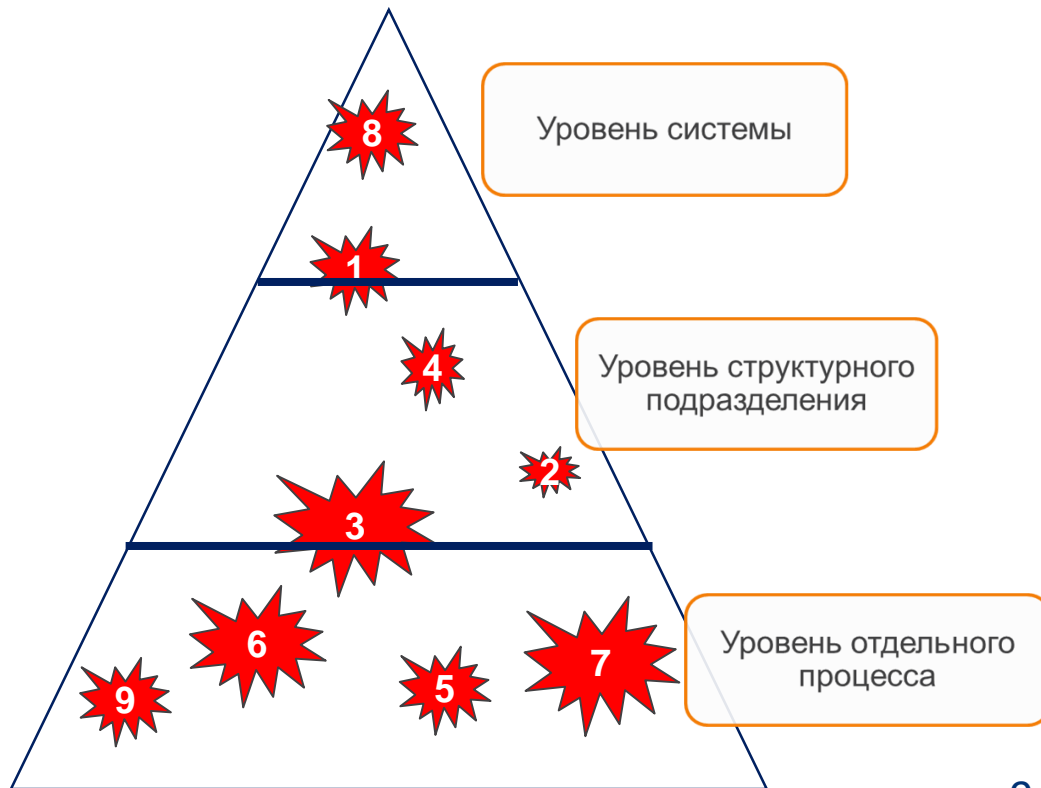 8
Уровень системы
1
4
Уровень структурного
подразделения
2
3
6
7
Уровень отдельного
процесса
5
9